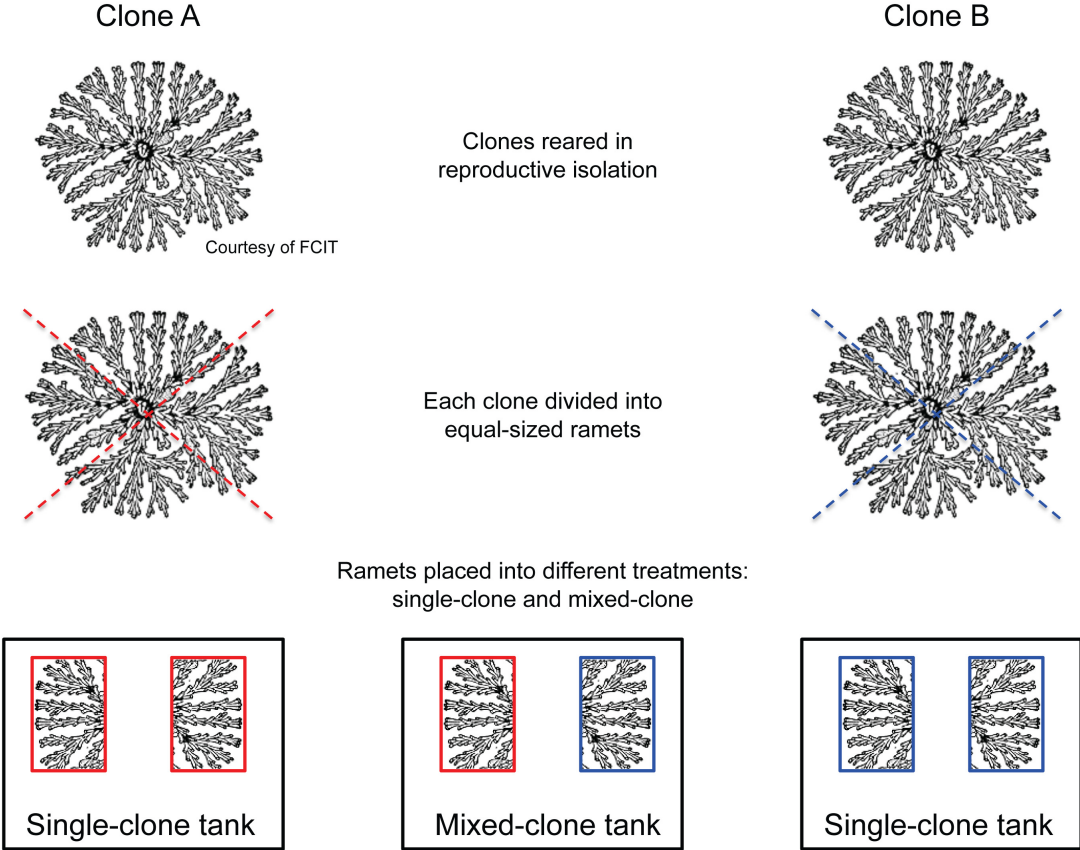 Clone A
Clone B
Clones reared in
reproductive isolation
Courtesy of FCIT
Each clone divided into
equal-sized ramets
Ramets placed into different treatments:
single-clone and mixed-clone
Single-clone tank
Mixed-clone tank
Single-clone tank